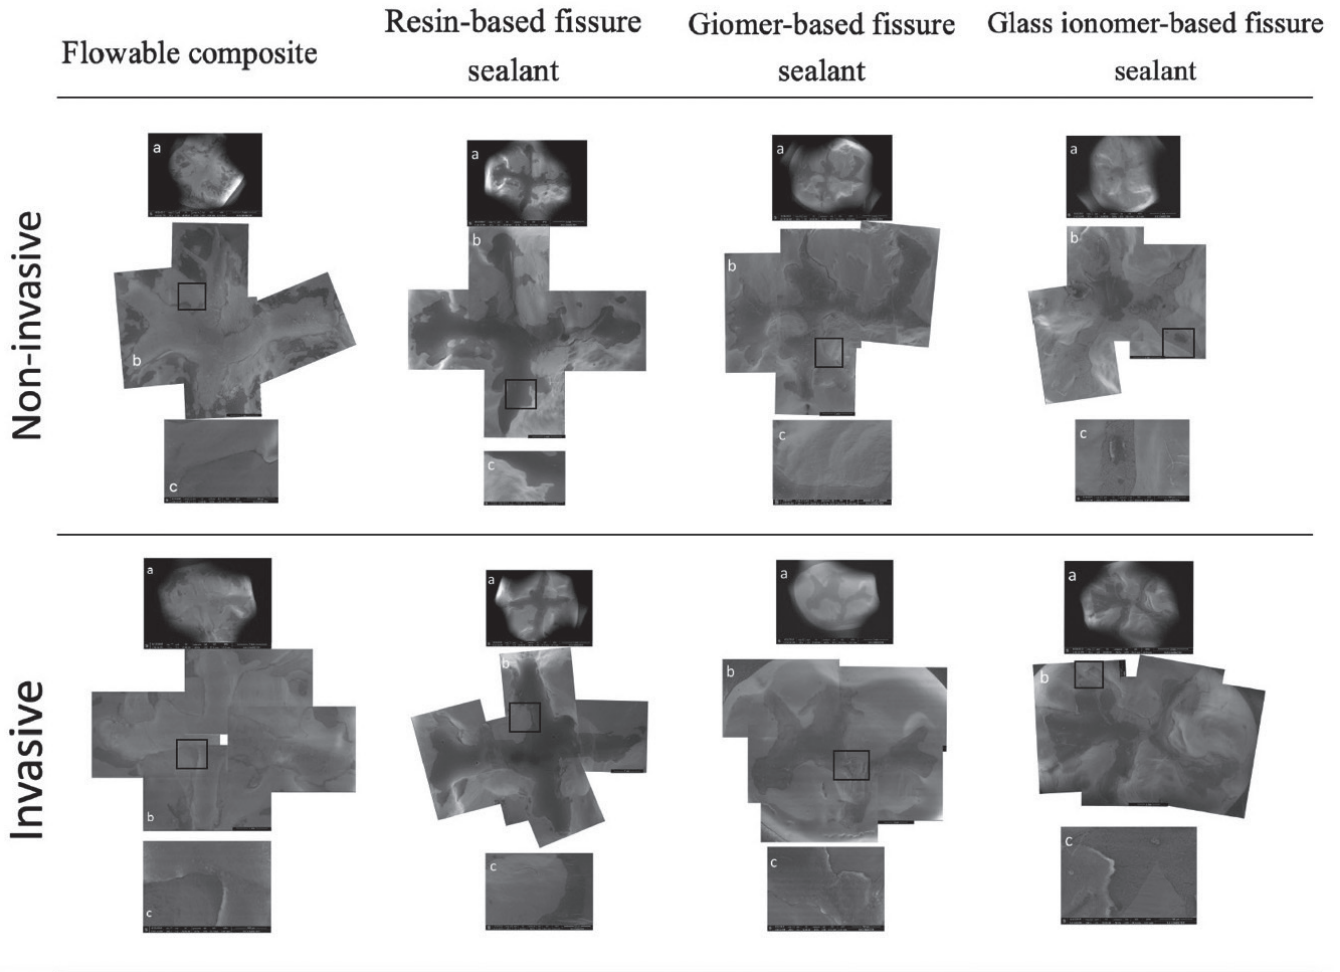 Flowable composite
Resin-based fissure
sealant
Giomer-based fissure
sealant
Glass ionomer-based fissure
sealant
Non-invasive
a
a
a
a
b
b
b
b
c
c
c
c
Invasive
a
a
a
a
b
b
b
b
c
c
c
c